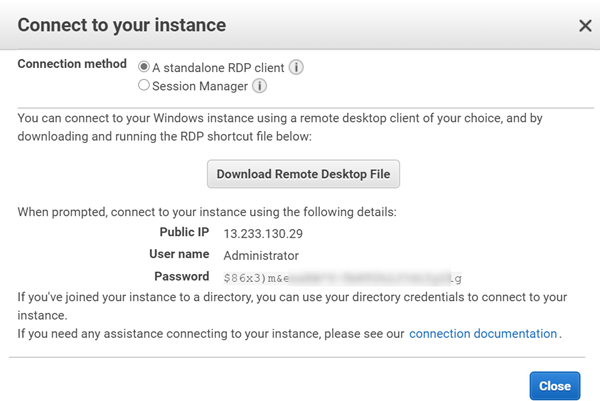 Connect to your instance
Connection method A standalone RDP client
Session Manager
You can connect to your Windows instance using a remote desktop client of your choice, and by
downloading and running the RDP shortcut file below:
Download Remote Desktop File
When prompted, connect to your instance using the following details:
Public IP 13.233.130.29
User name Administrator
Password
If you've joined your instance to a directory, you can use your directory credentials to connect to your
instance.
If you need any assistance connecting to your instance, please see our connection documentation.
Close